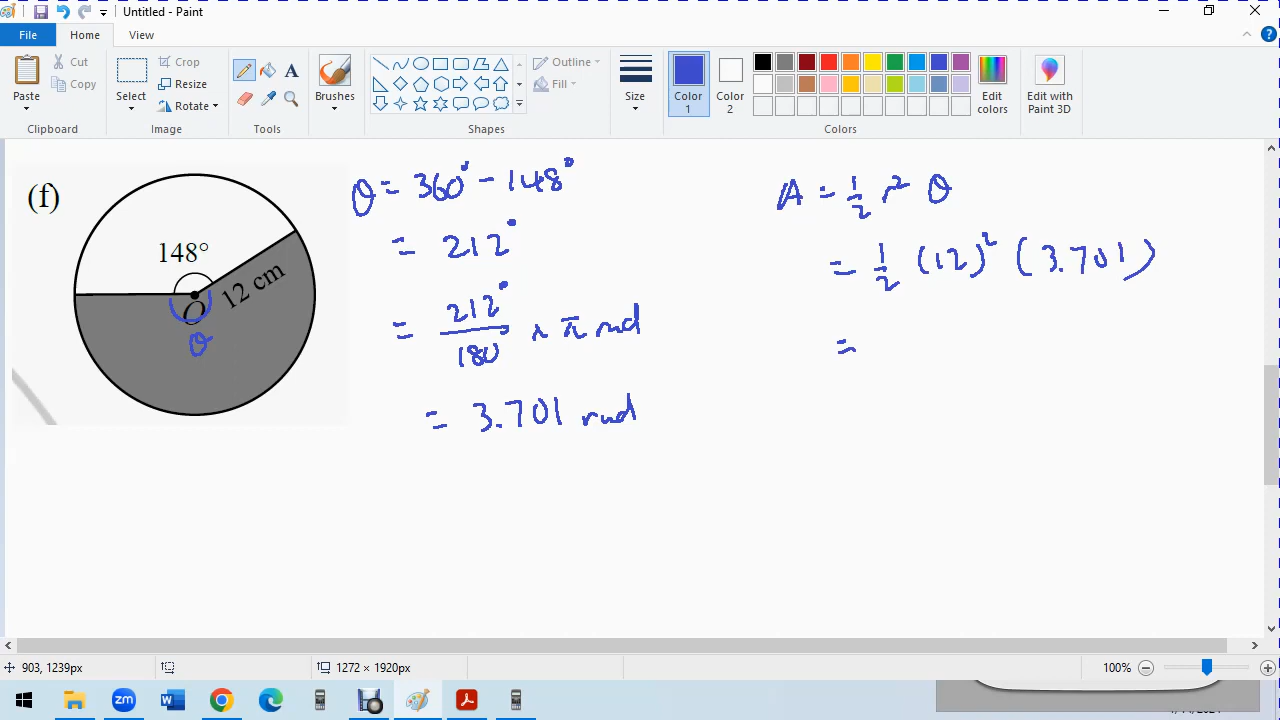 Untitled - Paint
File Home View
Paste
Cut
Copy
Clipboard
Select
Crop
Resize
Rotate
Image
Tools
Brushes
Shapes
Outline
Fill
Size
Color 1
Color 2
Edit colors
Colors
Edit with Paint 3D
(f)
148°
12 cm
O
θ
θ = 360° - 148°
= 212°
= 212° / 180 × π rad
= 3.701 rad
A = 1/2 r² θ
= 1/2 (12)² (3.701)
=
903, 1239px
1272 × 1920px
100%